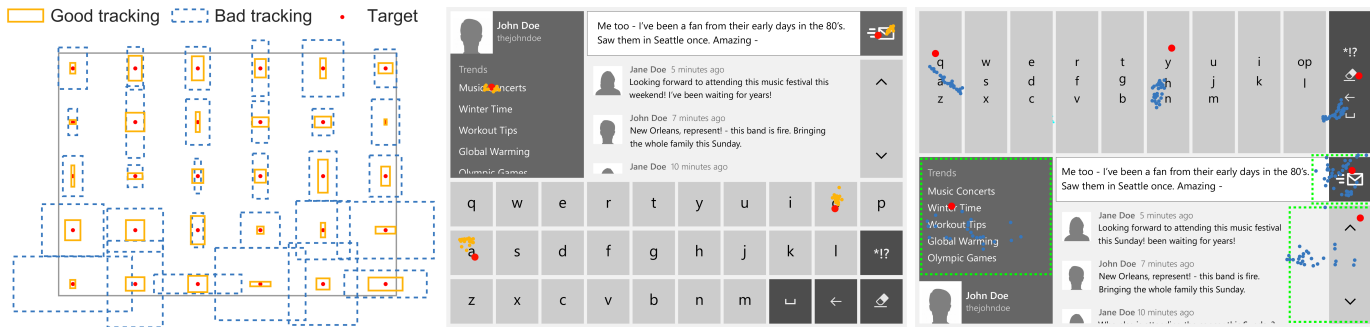 Good tracking
Bad tracking
Target
John Doe
thejohndoe
Me too - I've been a fan from their early days in the 80's.
Saw them in Seattle once. Amazing -
Trends
Music Concerts
Winter Time
Workout Tips
Global Warming
Olympic Games
Jane Doe 5 minutes ago
Looking forward to attending this music festival this
weekend! I've been waiting for years!
John Doe 7 minutes ago
New Orleans, represent! - this band is fire. Bringing
the whole family this Sunday.
Jane Doe 10 minutes ago
q w e r t y u i p
a s d f g h j k l *!?
z x c v b n m
q w e r t y u i op
a s d f g h j k l
z x c v b n m
*!?
Trends
Music Concerts
Winter Time
Workout Tips
Global Warming
Olympic Games
John Doe
thejohndoe
Me too - I've been a fan from their early days in the 80's.
Saw them in Seattle once. Amazing -
Jane Doe 5 minutes ago
Looking forward to attending this music festival
this Sunday! been waiting for years!
John Doe 7 minutes ago
New Orleans, represent! - this band is fire.
Bringing the whole family this Sunday.
Jane Doe 10 minutes ago